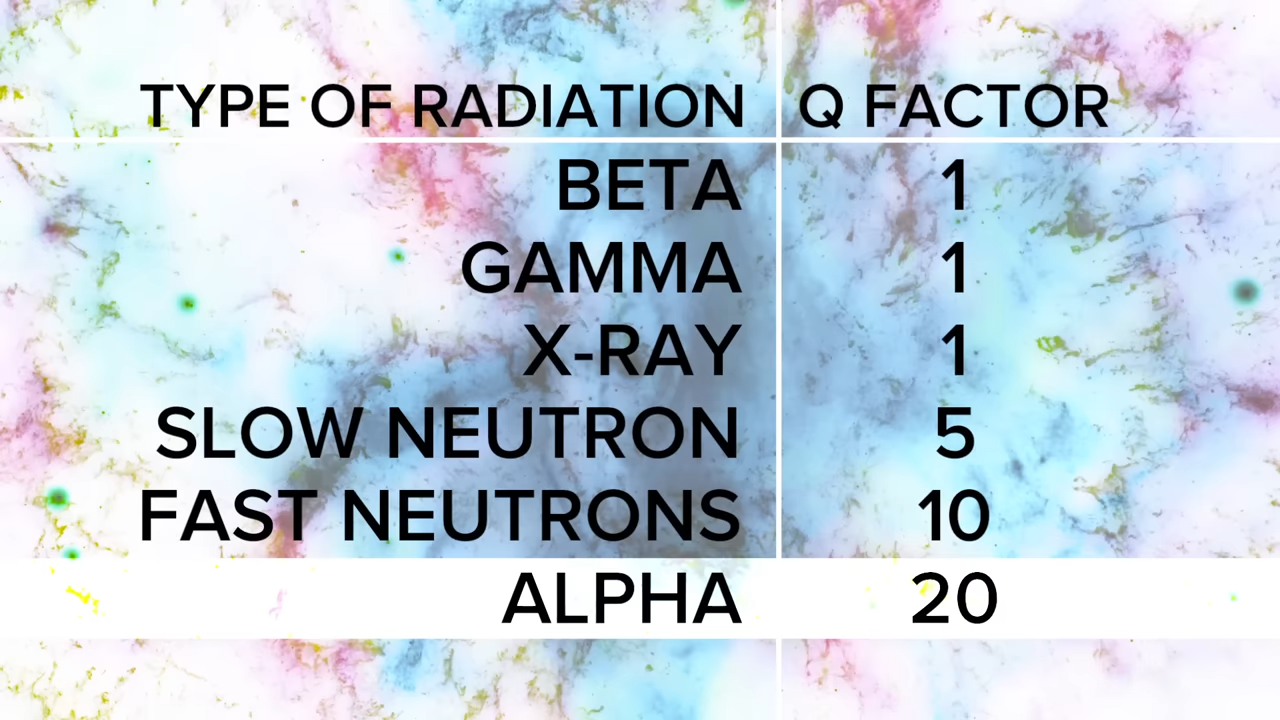 TYPE OF RADIATION Q FACTOR
BETA 1
GAMMA 1
X-RAY 1
SLOW NEUTRON 5
FAST NEUTRONS 10
ALPHA 20